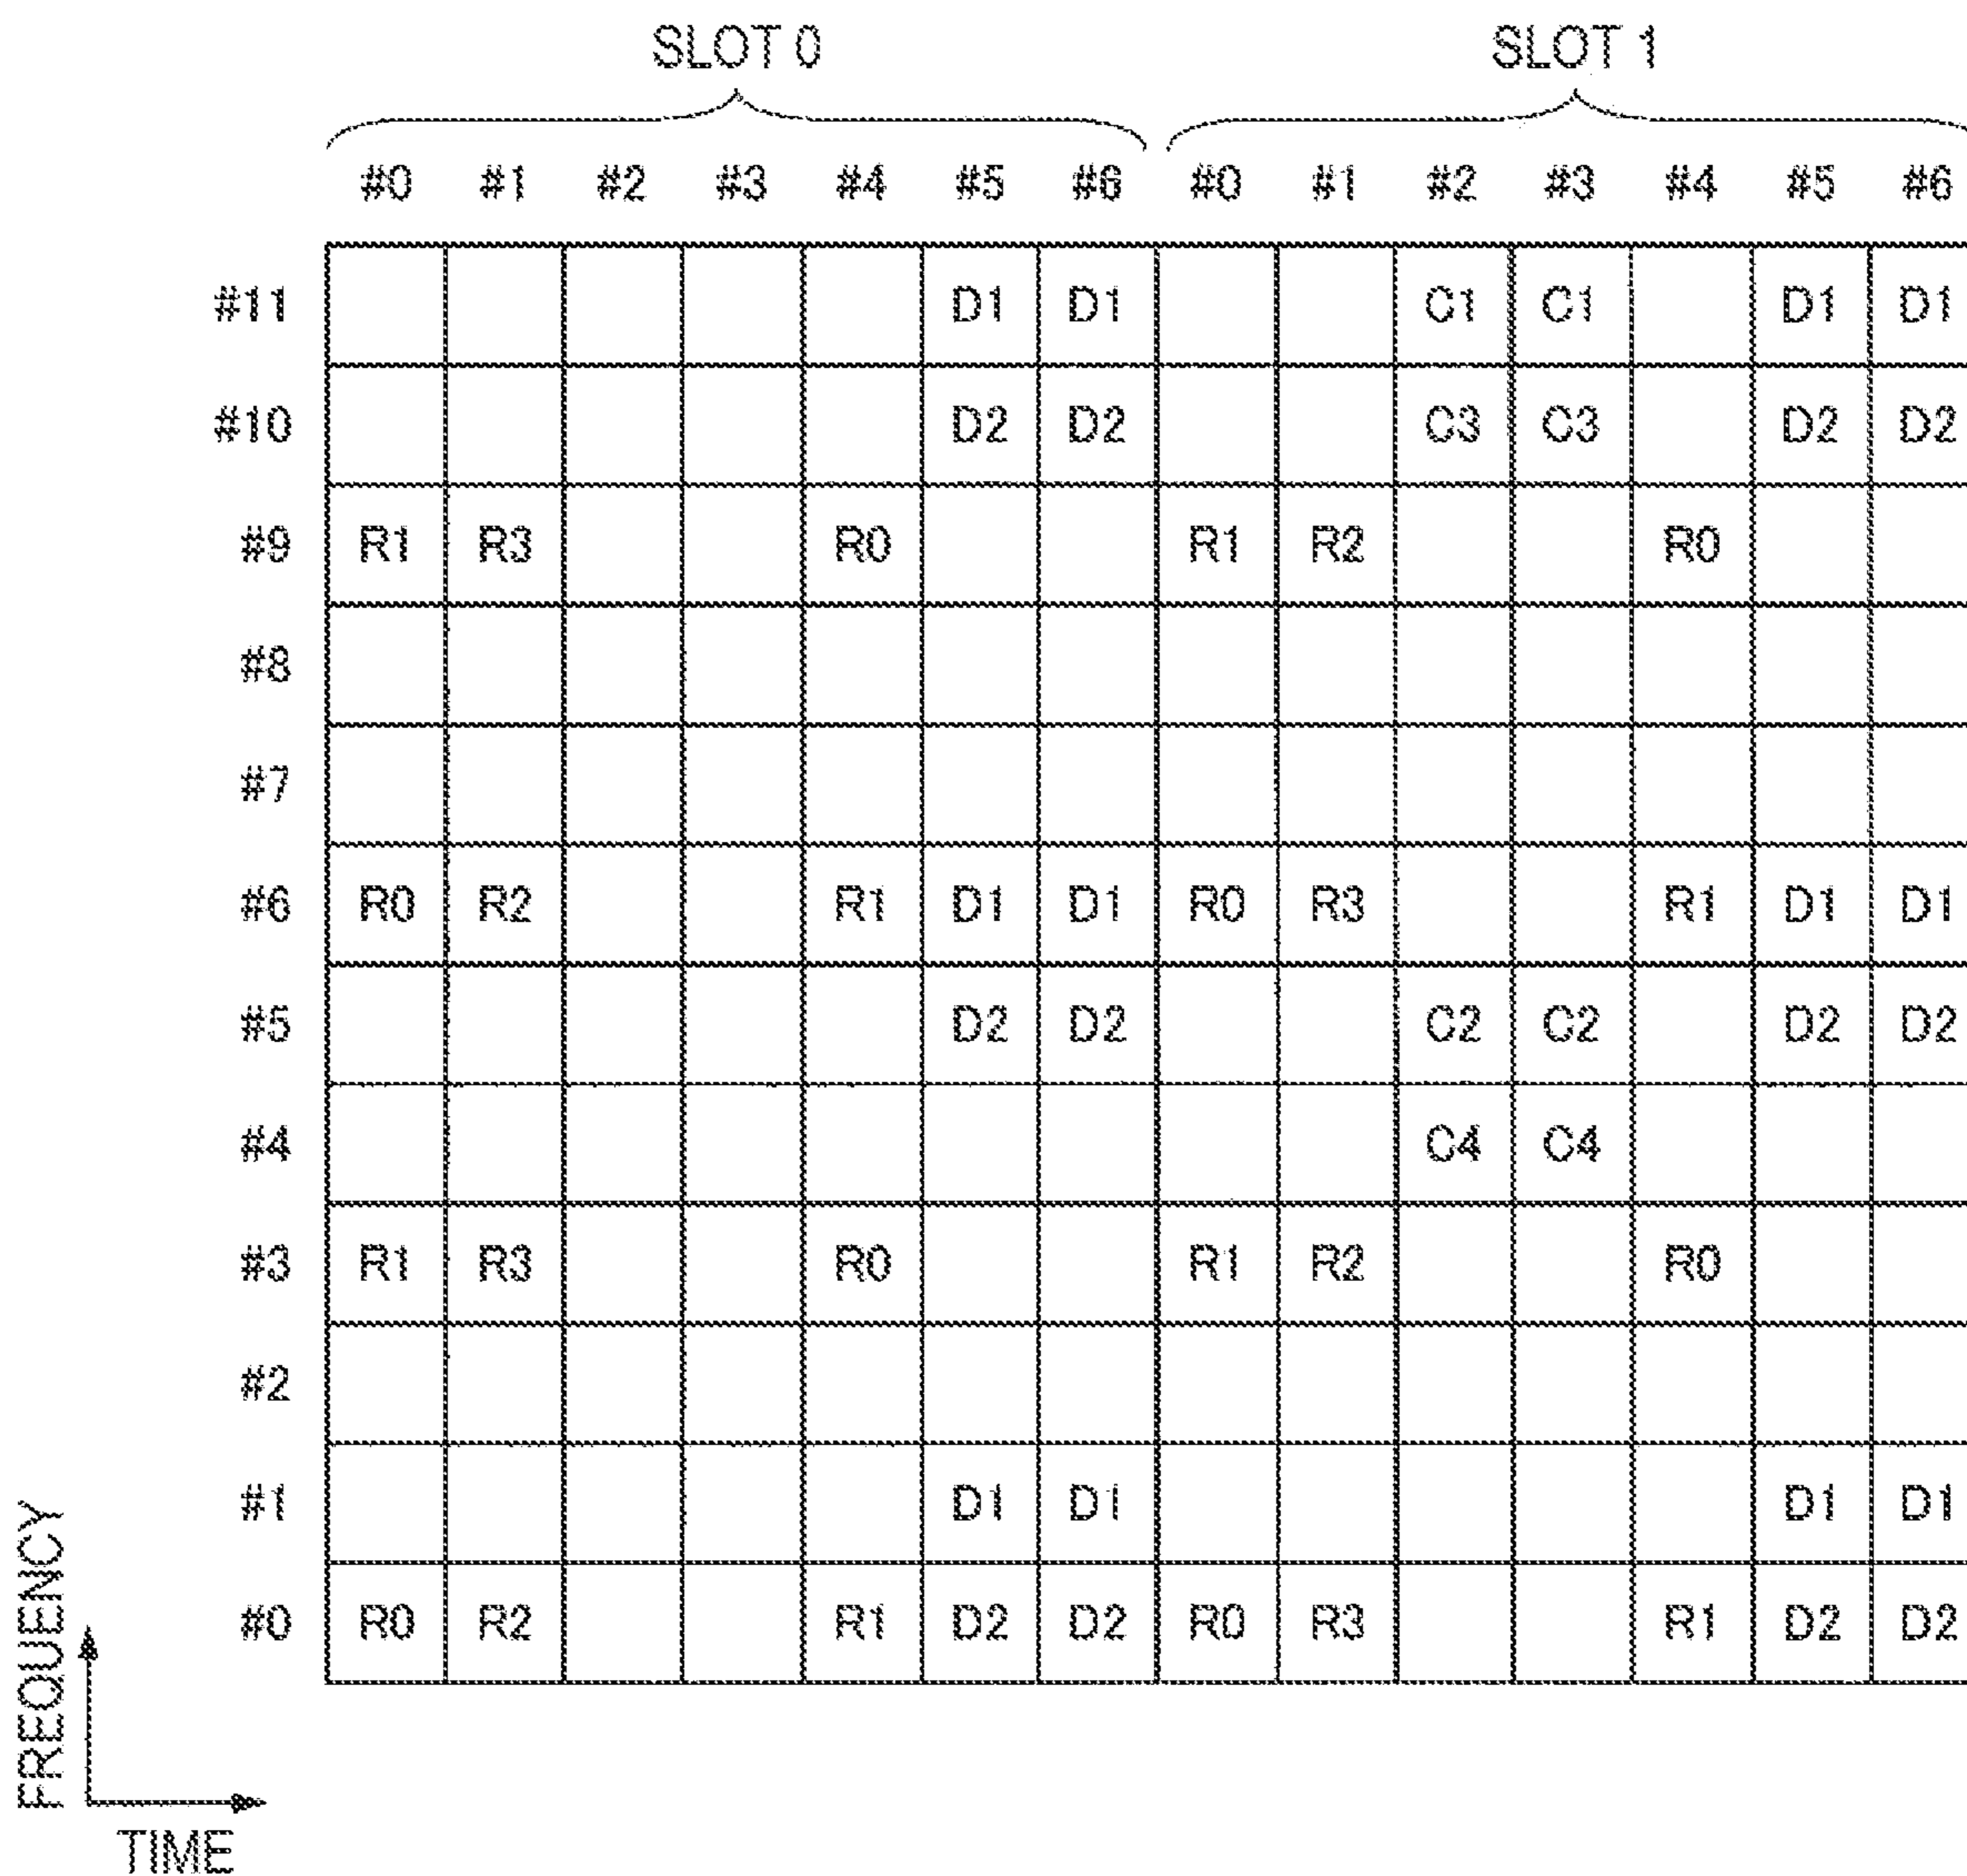 SLOT 0 SLOT 1
#0 #1 #2 #3 #4 #5 #6 #0 #1 #2 #3 #4 #5 #6
#11 D1 D1 C1 C1 D1 D1
#10 D2 D2 C3 C3 D2 D2
#9 R1 R3 R0 R1 R2 R0
#8
#7
#6 R0 R2 R1 D1 D1 R0 R3 R1 D1 D1
#5 D2 D2 C2 C2 D2 D2
#4 C4 C4
#3 R1 R3 R0 R1 R2 R0
#2
#1 D1 D1 D1 D1
#0 R0 R2 R1 D2 D2 R0 R3 R1 D2 D2
FREQUENCY
TIME